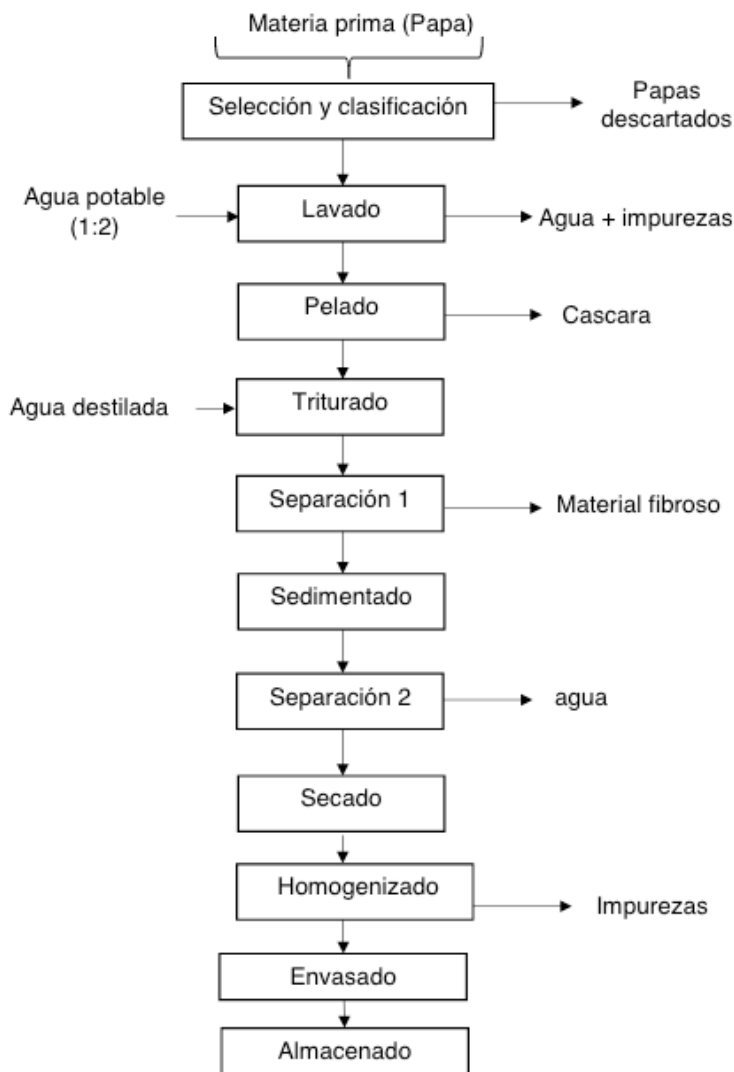 Materia prima (Papa)
Selección y clasificación
Papas
descartados
Agua potable
(1:2)
Lavado
Agua + impurezas
Pelado
Cascara
Agua destilada
Triturado
Separación 1
Material fibroso
Sedimentado
Separación 2
agua
Secado
Homogenizado
Impurezas
Envasado
Almacenado